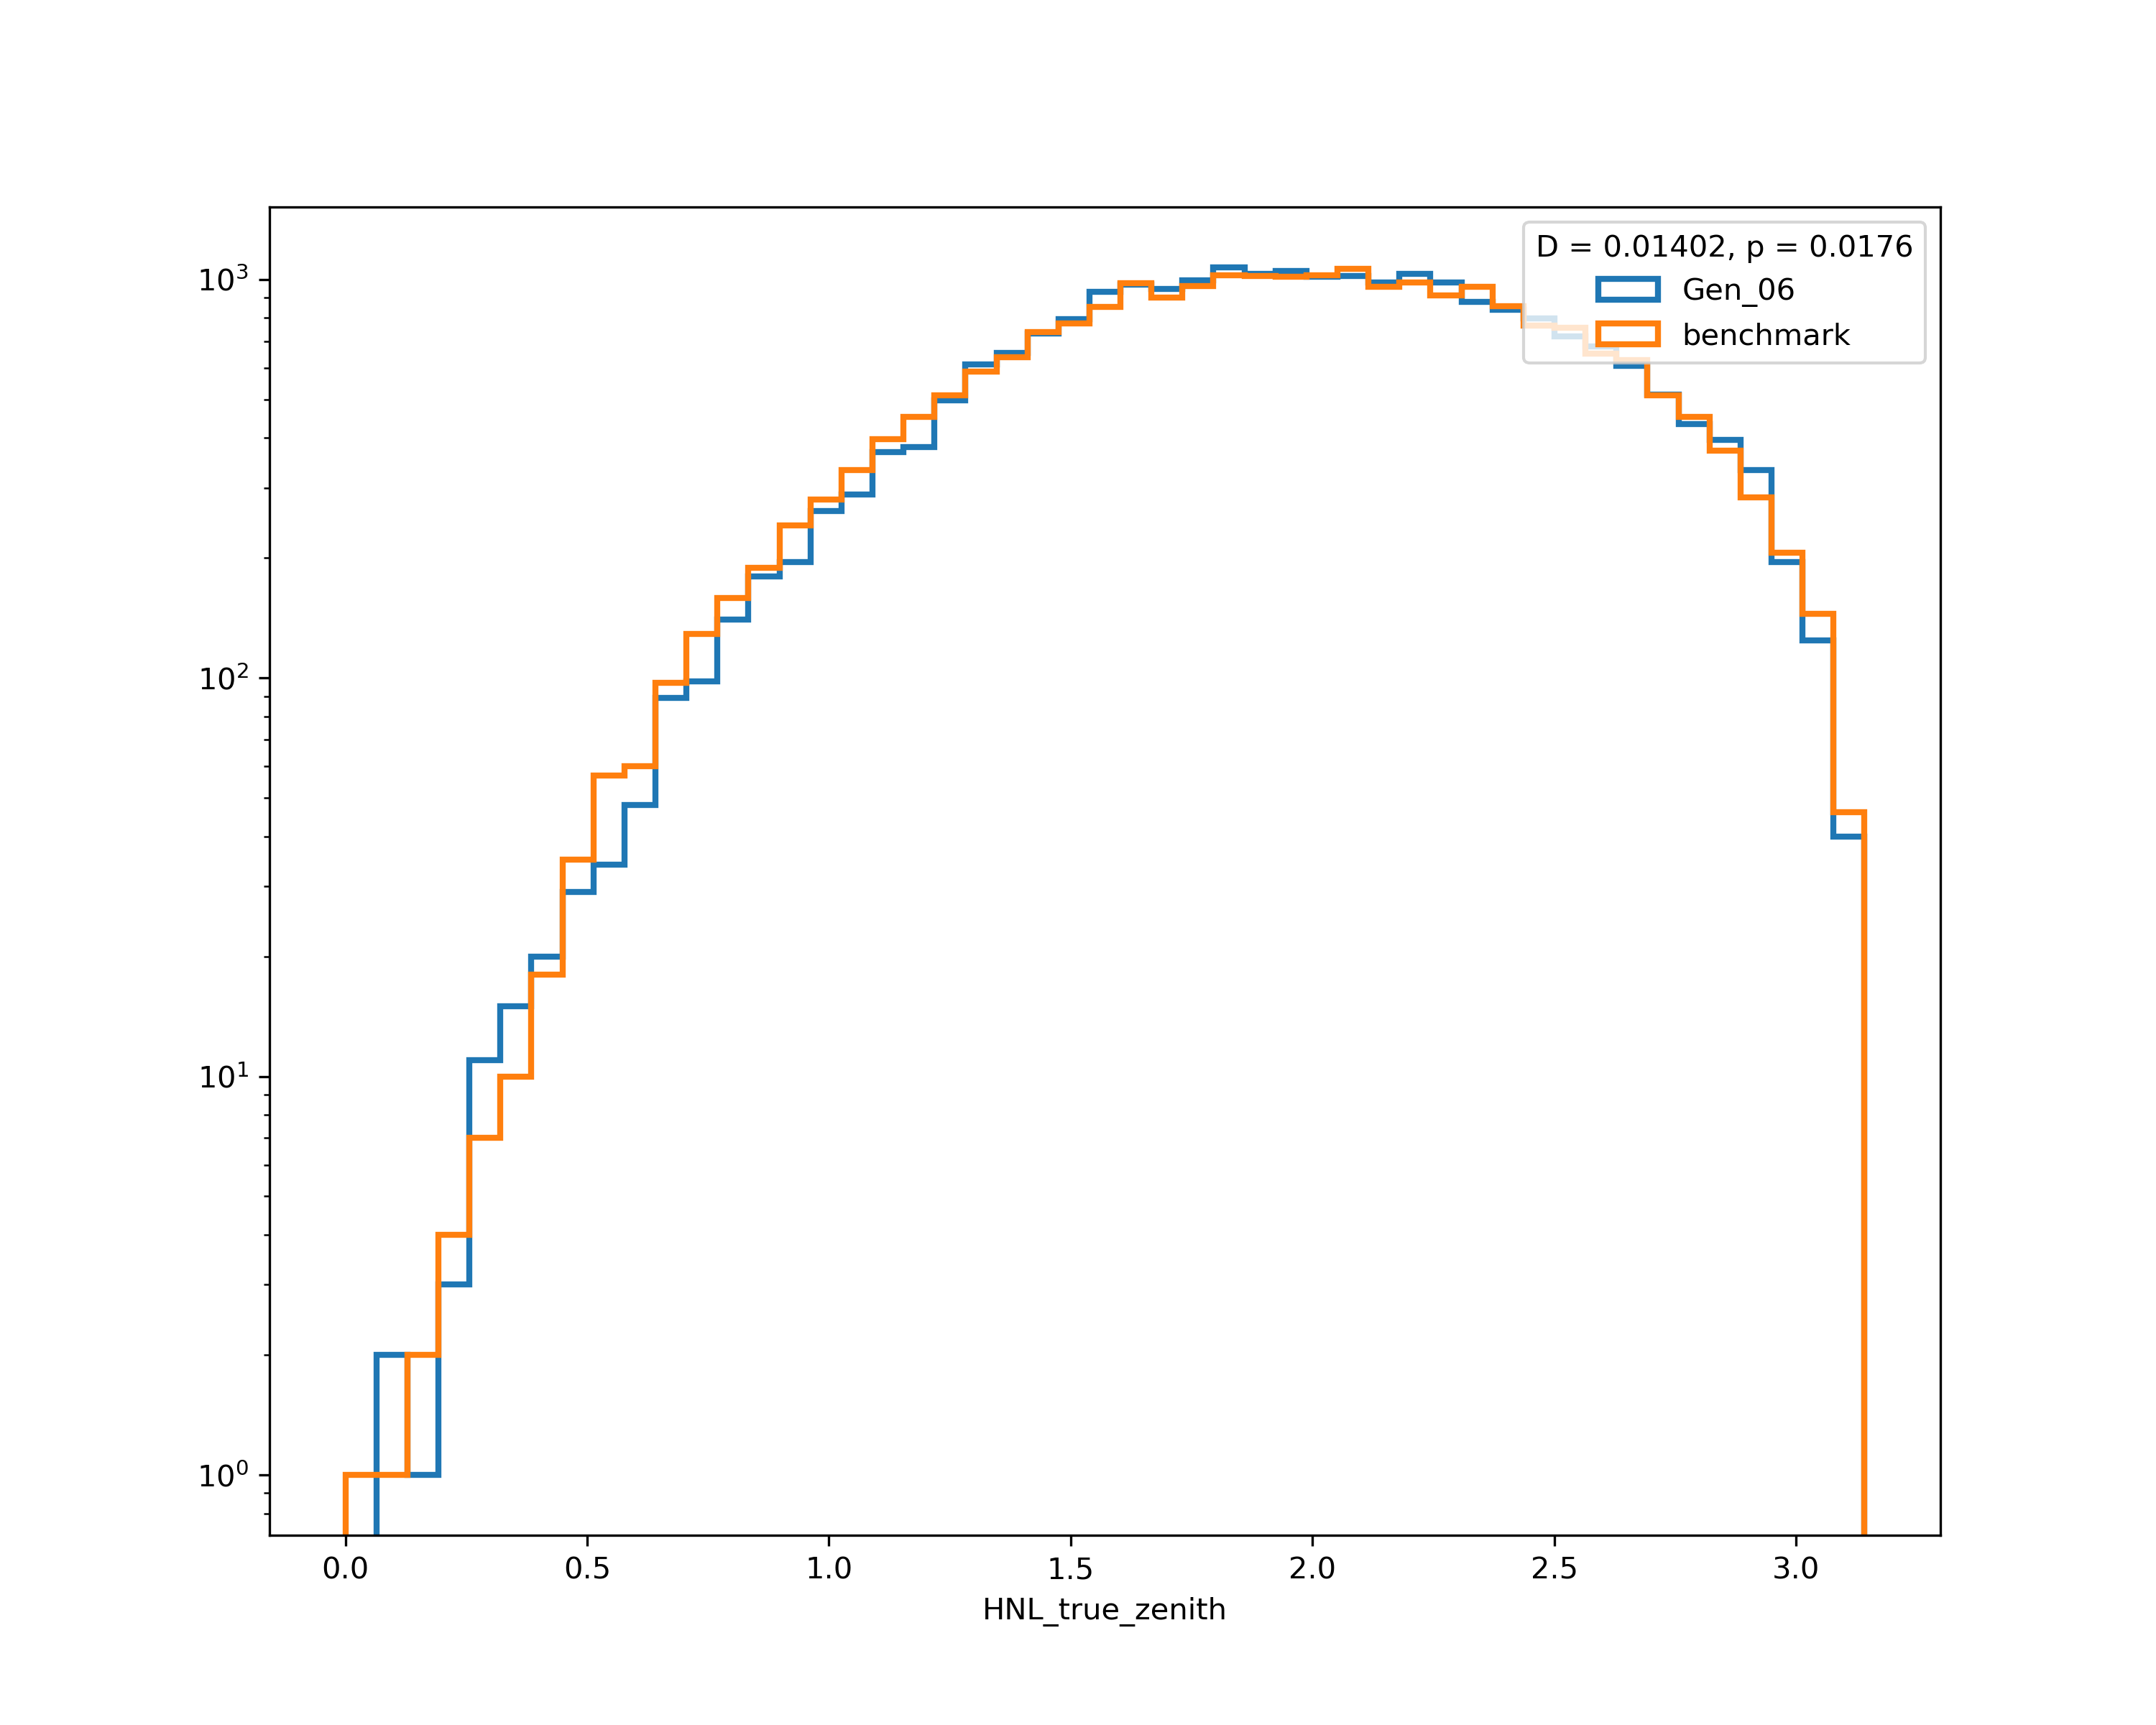 D = 0.01402, p = 0.0176
Gen_06
benchmark
10³
10²
10¹
10⁰
0.0 0.5 1.0 1.5 2.0 2.5 3.0
HNL_true_zenith